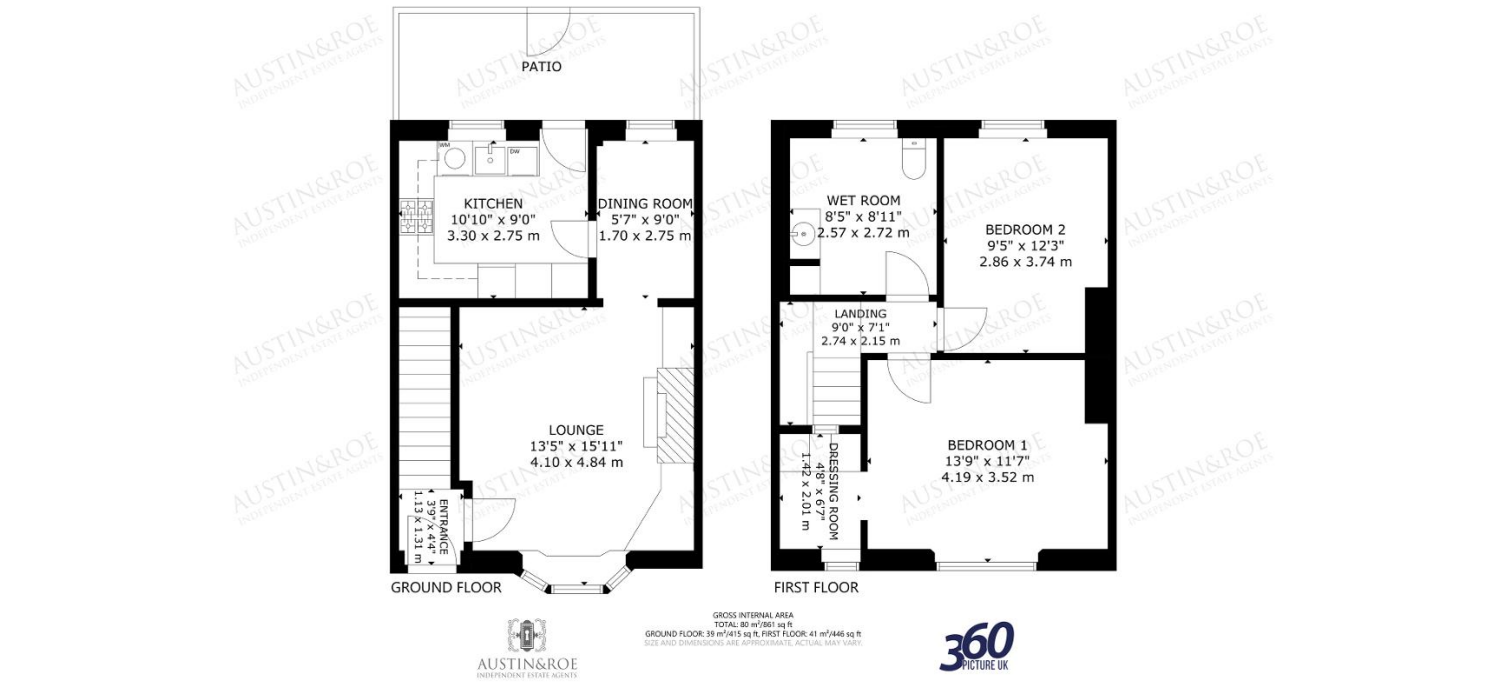 PATIO
WM
DW
KITCHEN
10'10" x 9'0"
3.30 x 2.75 m
DINING ROOM
5'7" x 9'0"
1.70 x 2.75 m
LOUNGE
13'5" x 15'11"
4.10 x 4.84 m
ENTRANCE
3'9" x 4'4"
1.13 x 1.31 m
GROUND FLOOR
WET ROOM
8'5" x 8'11"
2.57 x 2.72 m
BEDROOM 2
9'5" x 12'3"
2.86 x 3.74 m
LANDING
9'0" x 7'1"
2.74 x 2.15 m
BEDROOM 1
13'9" x 11'7"
4.19 x 3.52 m
DRESSING ROOM
4'8" x 6'7"
1.42 x 2.01 m
FIRST FLOOR
GROSS INTERNAL AREA
TOTAL: 80 m²/861 sq ft
GROUND FLOOR: 39 m²/415 sq ft, FIRST FLOOR: 41 m²/446 sq ft
SIZE AND DIMENSIONS ARE APPROXIMATE, ACTUAL MAY VARY.
AUSTIN&ROE
INDEPENDENT ESTATE AGENTS
360
PICTURE UK
AUSTIN&ROE
INDEPENDENT ESTATE AGENTS